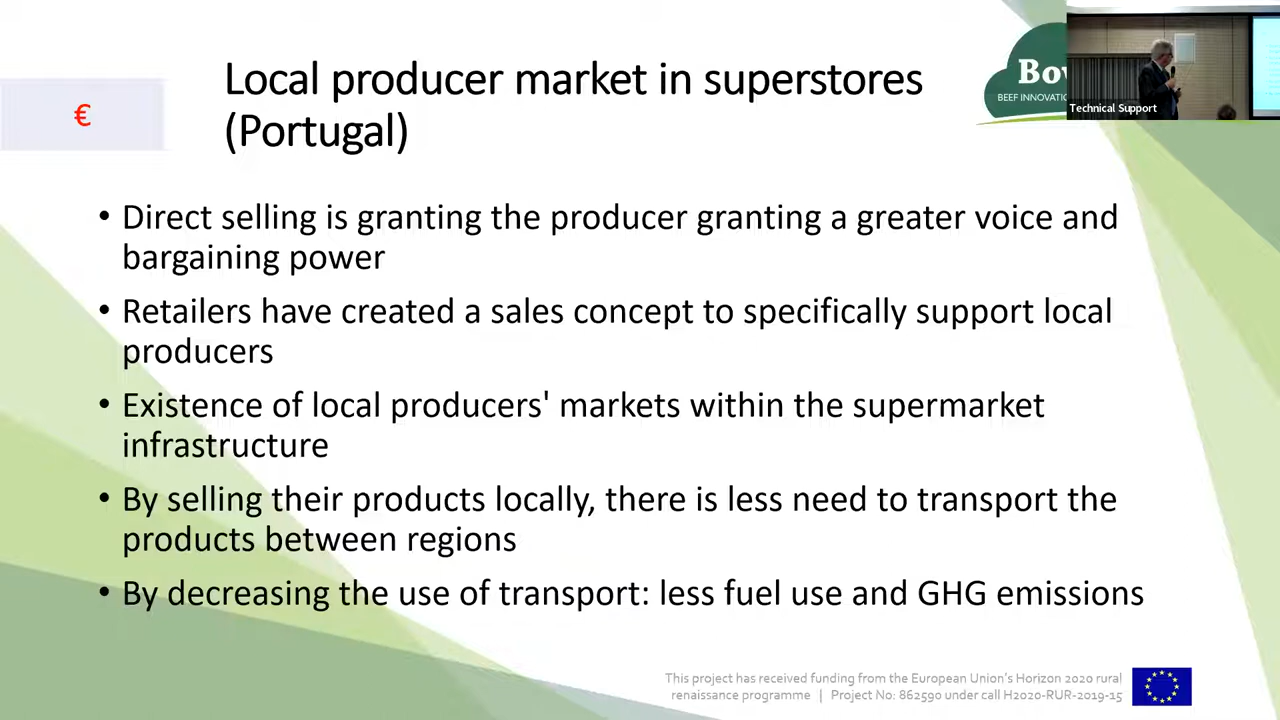 Local producer market in superstores
(Portugal)
€
BEEF INNOVATIO
Technical Support
• Direct selling is granting the producer granting a greater voice and
bargaining power
• Retailers have created a sales concept to specifically support local
producers
• Existence of local producers' markets within the supermarket
infrastructure
• By selling their products locally, there is less need to transport the
products between regions
• By decreasing the use of transport: less fuel use and GHG emissions
This project has received funding from the European Union's Horizon 2020 rural
renaissance programme | Project No: 862590 under call H2020-RUR-2019-15